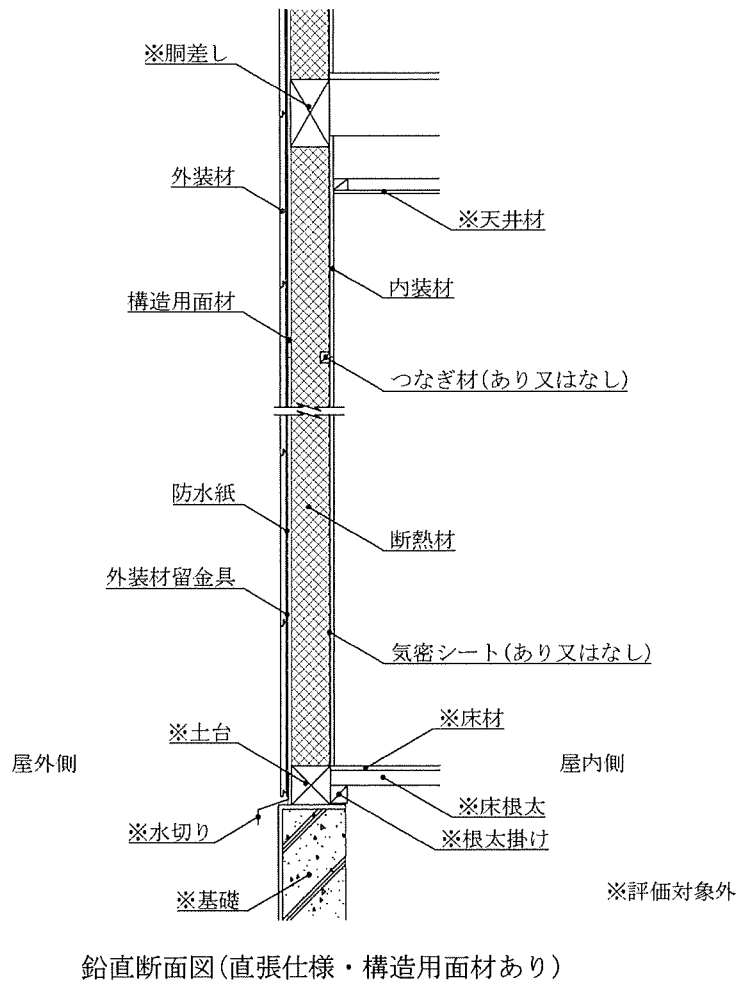 ※胴差し
外装材
※天井材
内装材
構造用面材
つなぎ材(あり又はなし)
防水紙
断熱材
外装材留金具
気密シート(あり又はなし)
※床材
※土台
屋外側
屋内側
※床根太
※水切り
※根太掛け
※基礎
※評価対象外
鉛直断面図(直張仕様・構造用面材あり)